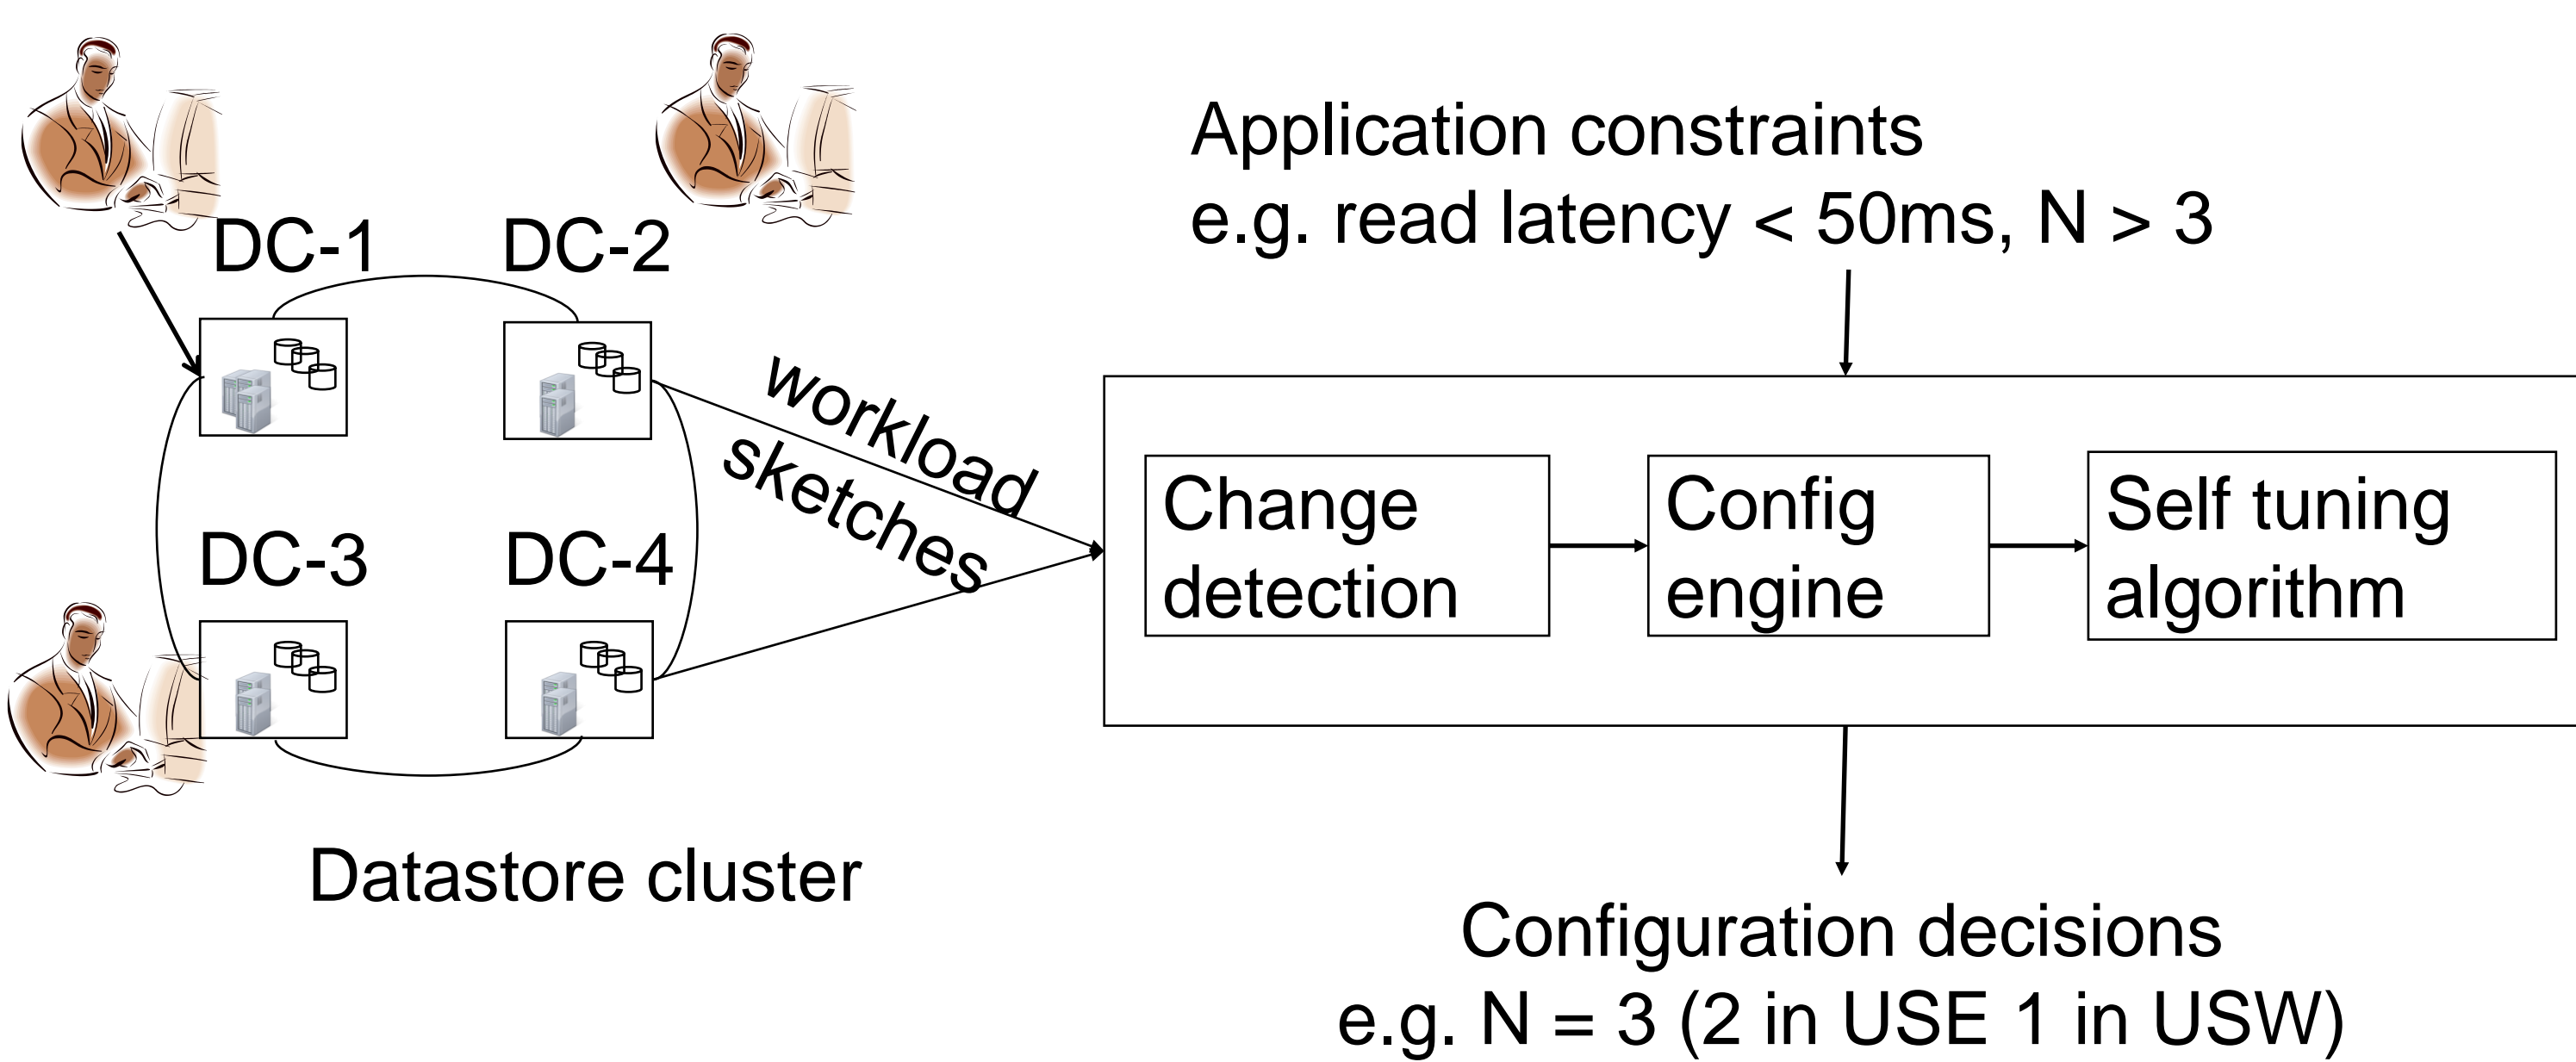 Application constraints
e.g. read latency < 50ms, N > 3
DC-1
DC-2
workload
sketches
DC-3
DC-4
Change
detection
Config
engine
Self tuning
algorithm
Datastore cluster
Configuration decisions
e.g. N = 3 (2 in USE 1 in USW)